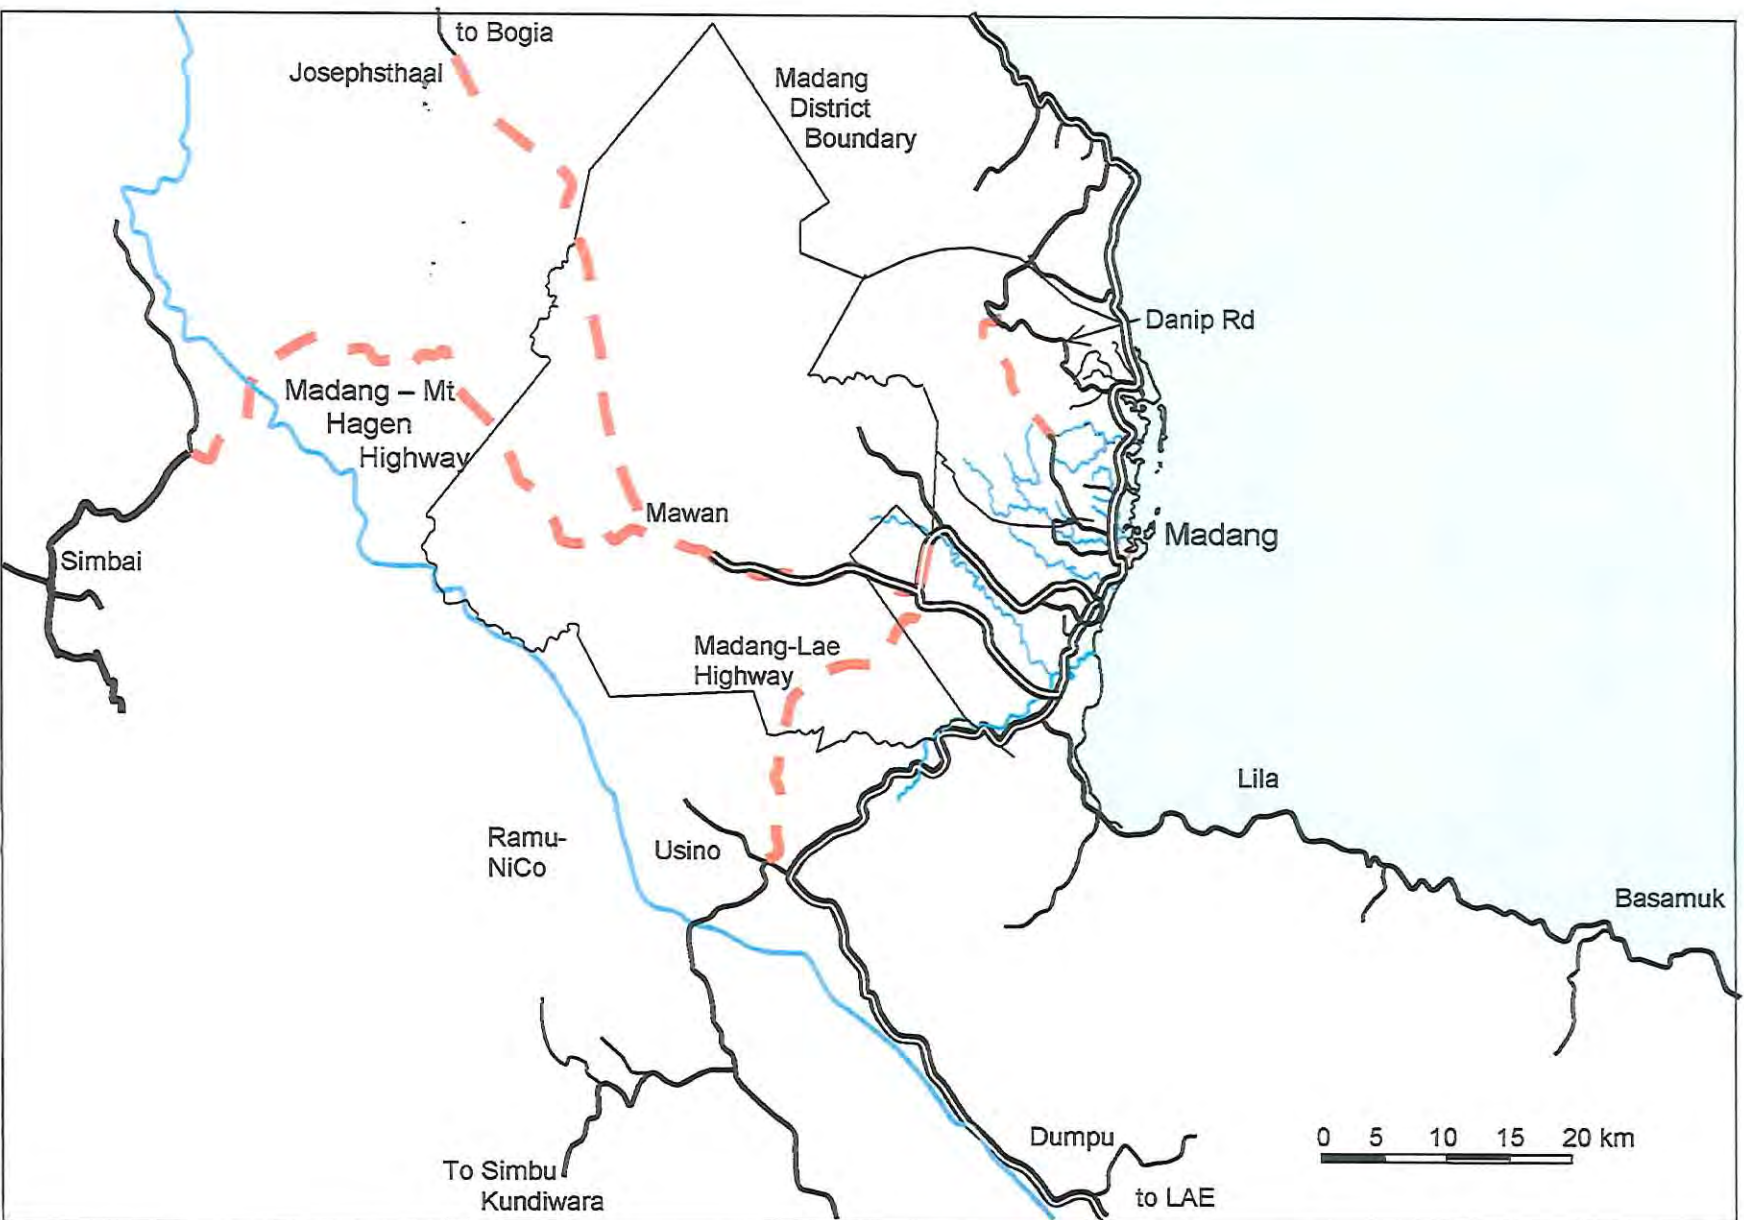 to Bogia
Josephsthaal
Madang
District
Boundary
Danip Rd
Madang – Mt
Hagen
Highway
Mawan
Madang
Simbai
Madang-Lae
Highway
Lila
Ramu-
NiCo
Usino
Basamuk
Dumpu
0 5 10 15 20 km
To Simbu
Kundiwara
to LAE